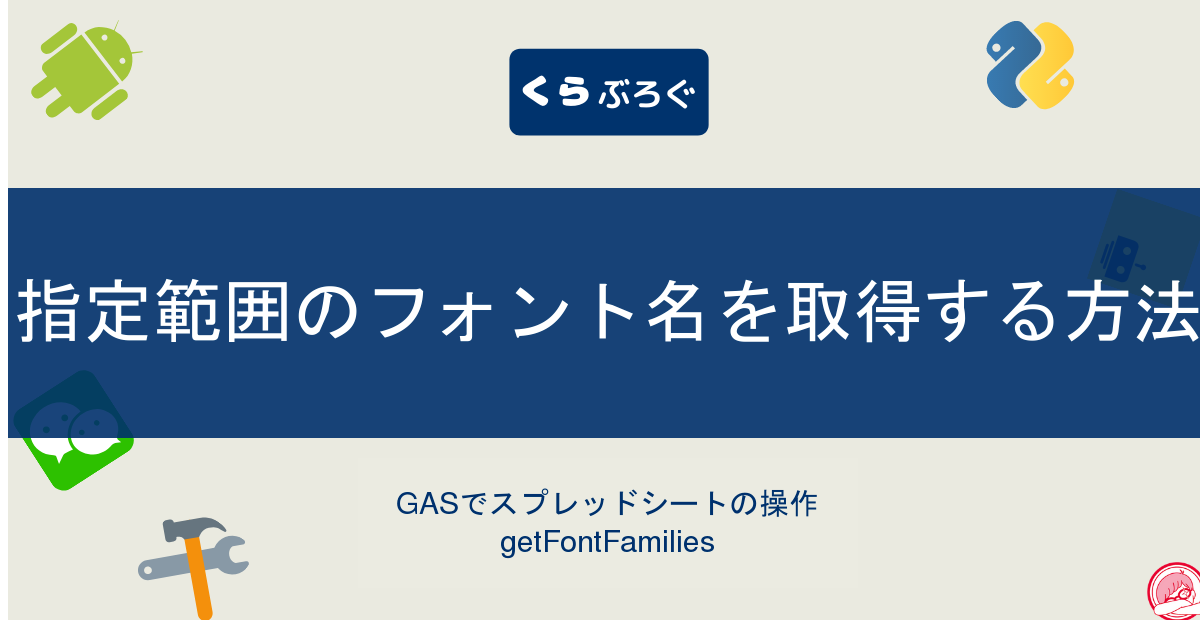 くらぶろぐ
指定範囲のフォント名を取得する方法
GASでスプレッドシートの操作
getFontFamilies